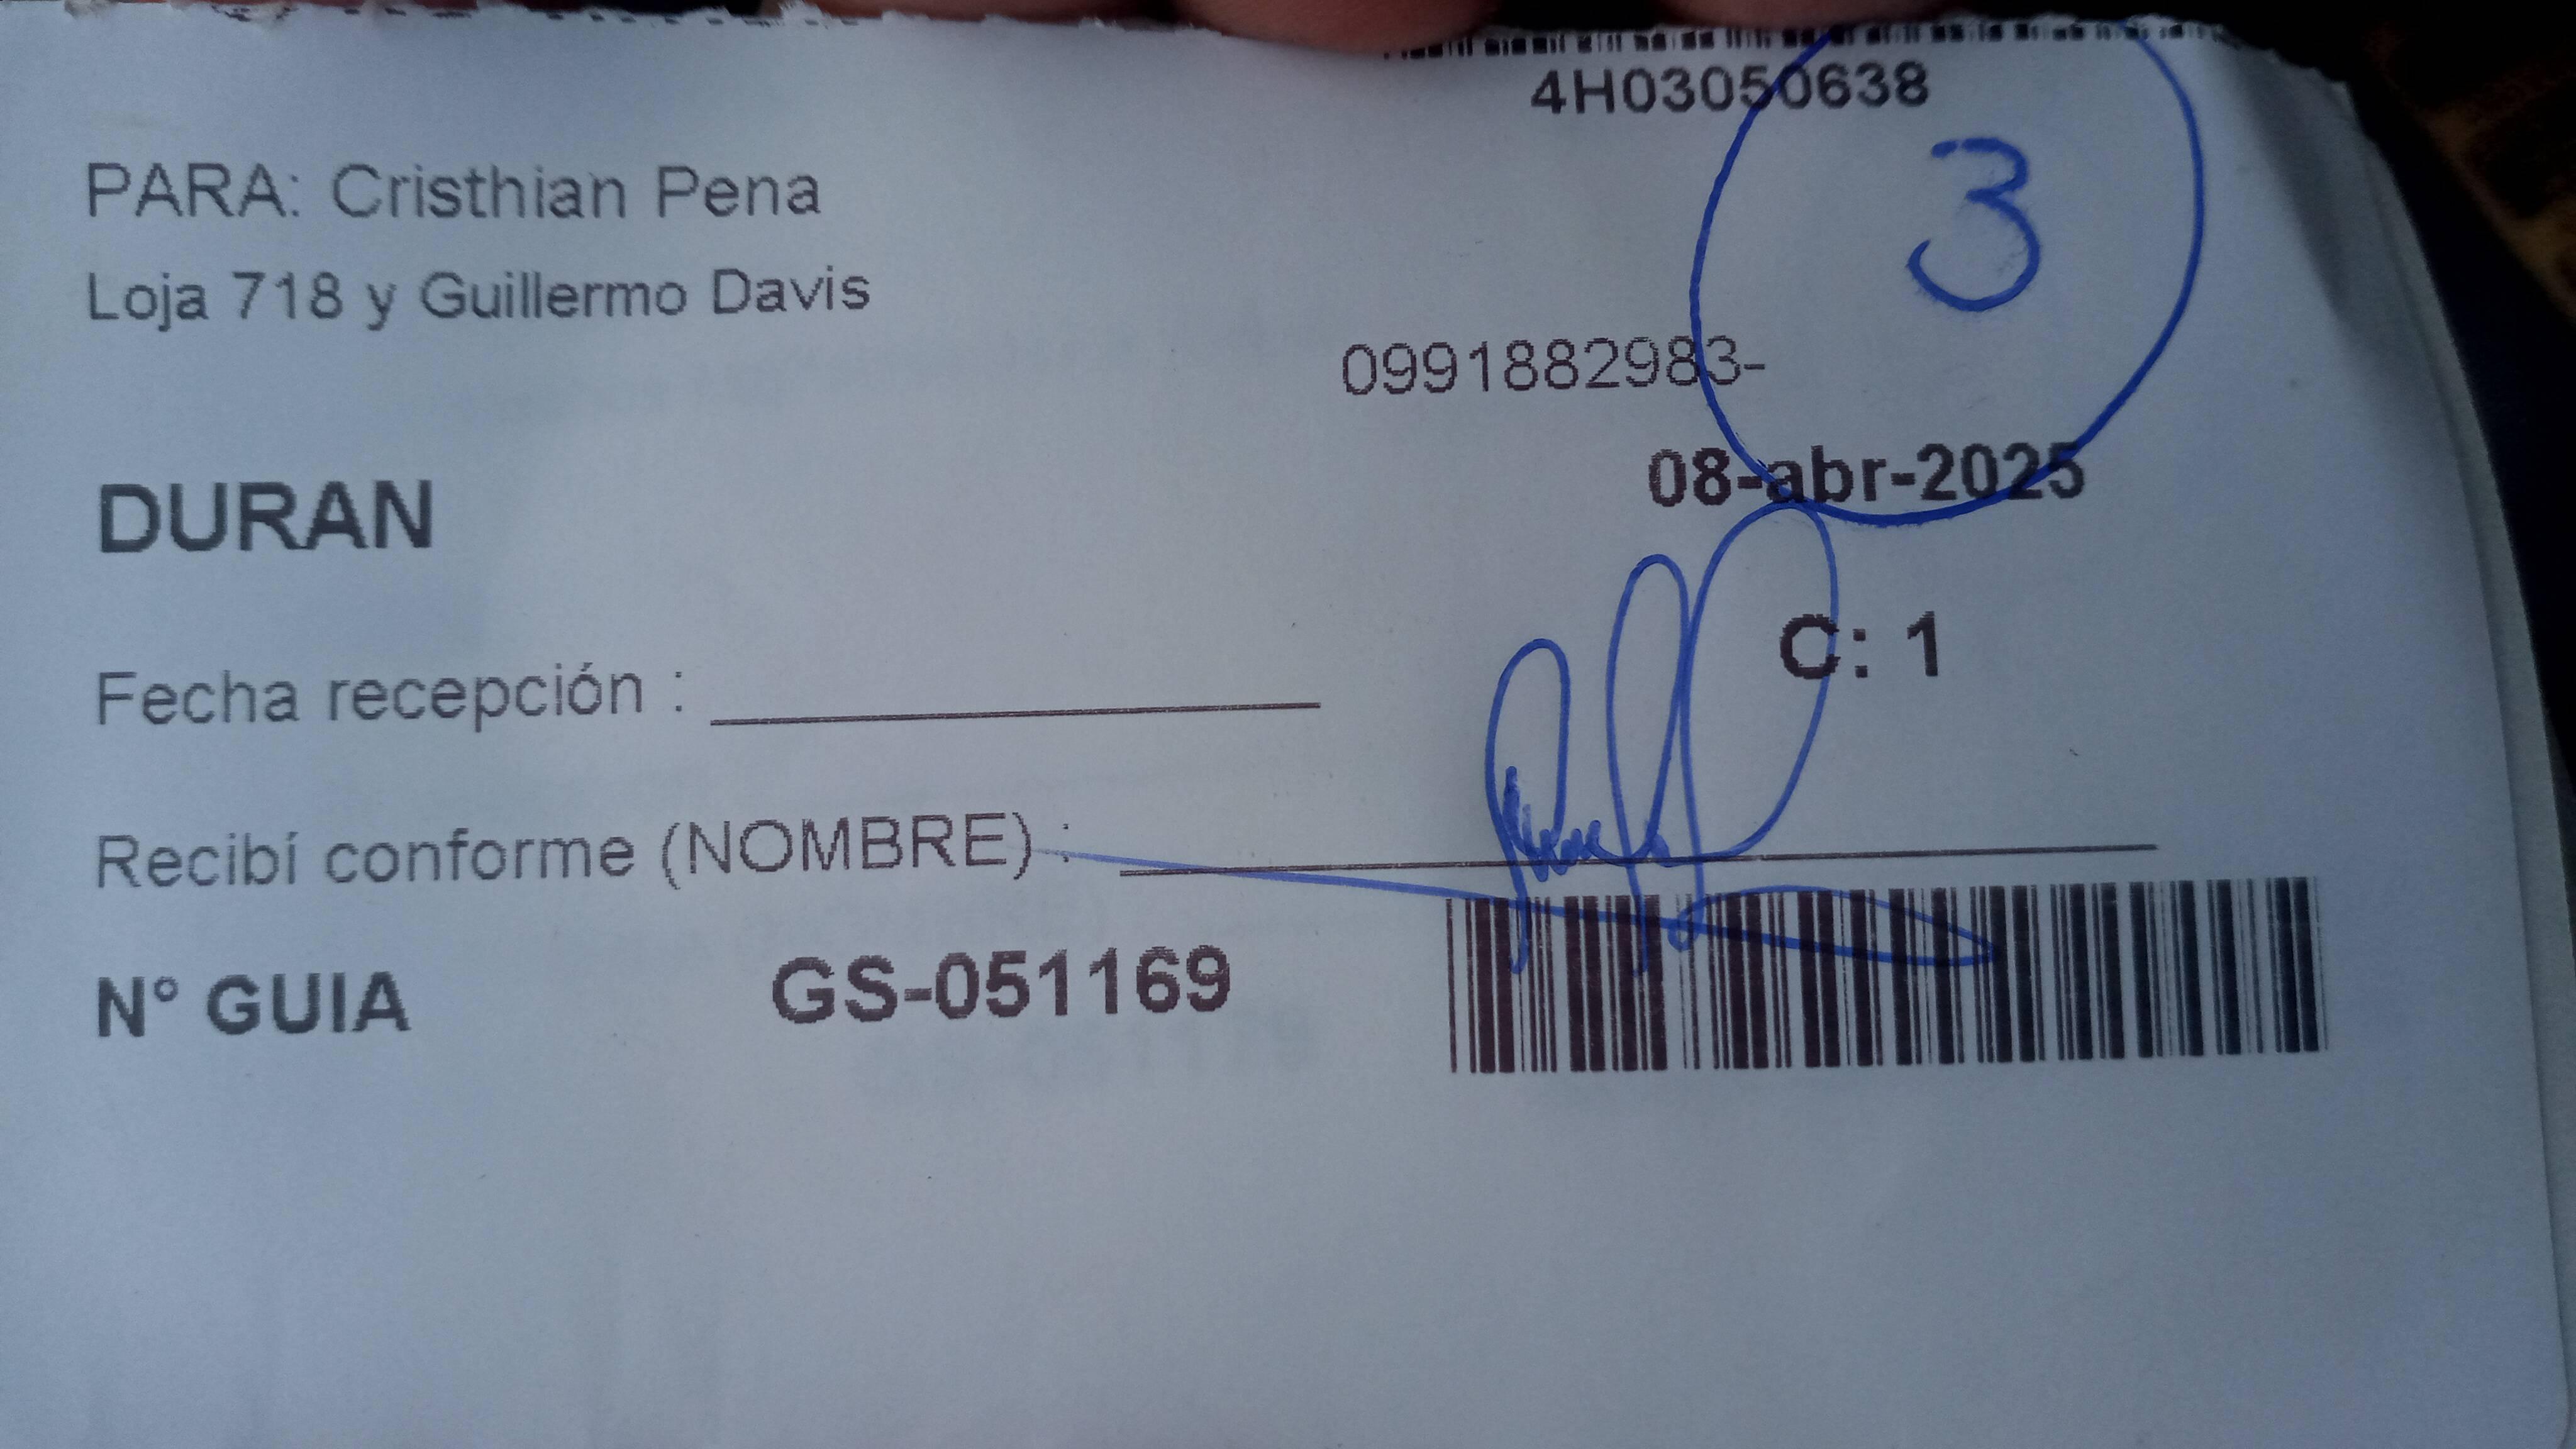 4H03050638
3
PARA: Cristhian Pena
Loja 718 y Guillermo Davis
0991882983-
DURAN
08-abr-2025
C: 1
Fecha recepción :
Recibí conforme (NOMBRE) :
N° GUIA GS-051169